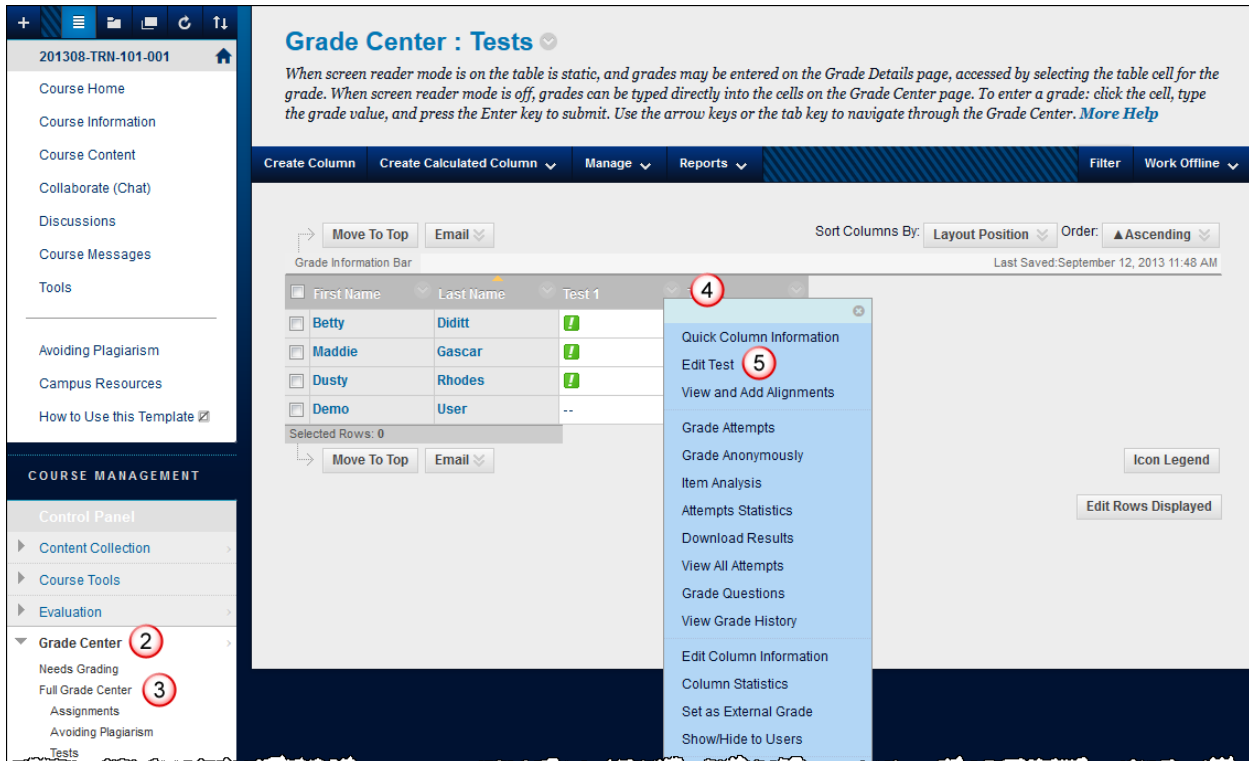 201308-TRN-101-001
Course Home
Course Information
Course Content
Collaborate (Chat)
Discussions
Course Messages
Tools
Avoiding Plagiarism
Campus Resources
How to Use this Template
COURSE MANAGEMENT
Control Panel
Content Collection
Course Tools
Evaluation
Grade Center 2
Needs Grading
Full Grade Center 3
Assignments
Avoiding Plagiarism
Tests
Grade Center : Tests
When screen reader mode is on the table is static, and grades may be entered on the Grade Details page, accessed by selecting the table cell for the
grade. When screen reader mode is off, grades can be typed directly into the cells on the Grade Center page. To enter a grade: click the cell, type
the grade value, and press the Enter key to submit. Use the arrow keys or the tab key to navigate through the Grade Center. More Help
Create Column Create Calculated Column Manage Reports Filter Work Offline
Move To Top Email Sort Columns By: Layout Position Order: ▲Ascending
Grade Information Bar Last Saved:September 12, 2013 11:48 AM
First Name Last Name Test 1 4
Betty Diditt !
Maddie Gascar !
Dusty Rhodes !
Demo User --
Selected Rows: 0
Move To Top Email
Icon Legend
Edit Rows Displayed
Quick Column Information
Edit Test 5
View and Add Alignments
Grade Attempts
Grade Anonymously
Item Analysis
Attempts Statistics
Download Results
View All Attempts
Grade Questions
View Grade History
Edit Column Information
Column Statistics
Set as External Grade
Show/Hide to Users